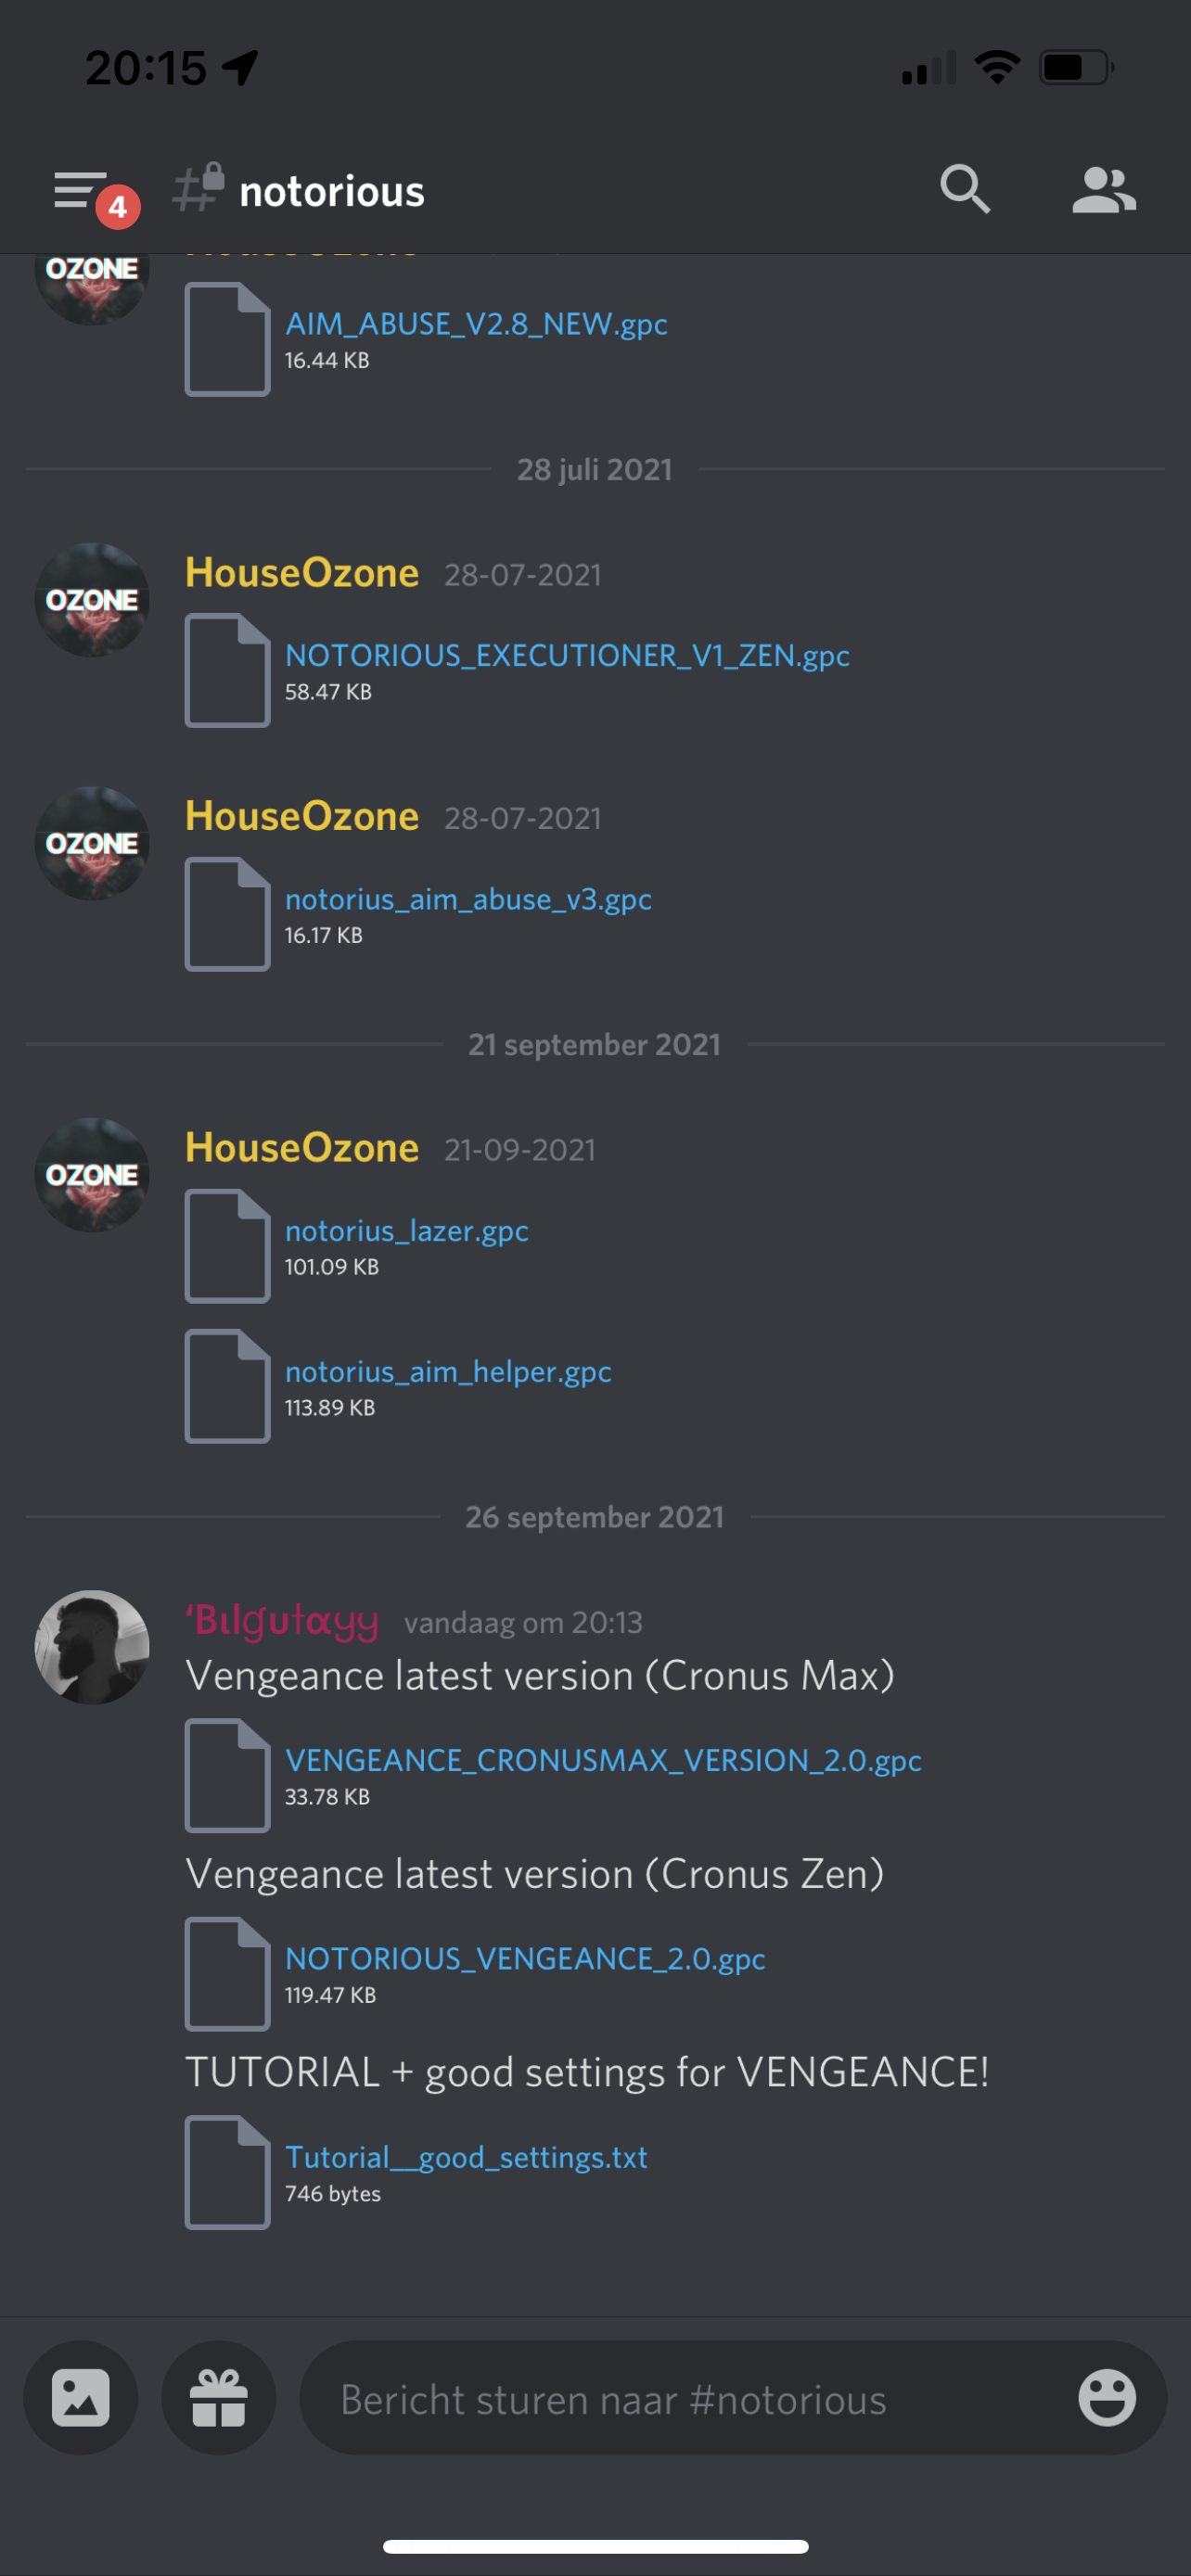 20:15
4
notorious
OZONE
HouseOzone
AIM_ABUSE_V2.8_NEW.gpc
16.44 KB
28 juli 2021
OZONE
HouseOzone 28-07-2021
NOTORIOUS_EXECUTIONER_V1_ZEN.gpc
58.47 KB
OZONE
HouseOzone 28-07-2021
notorius_aim_abuse_v3.gpc
16.17 KB
21 september 2021
OZONE
HouseOzone 21-09-2021
notorius_lazer.gpc
101.09 KB
notorius_aim_helper.gpc
113.89 KB
26 september 2021
‘Bιlgutαyy vandaag om 20:13
Vengeance latest version (Cronus Max)
VENGEANCE_CRONUSMAX_VERSION_2.0.gpc
33.78 KB
Vengeance latest version (Cronus Zen)
NOTORIOUS_VENGEANCE_2.0.gpc
119.47 KB
TUTORIAL + good settings for VENGEANCE!
Tutorial__good_settings.txt
746 bytes
Bericht sturen naar #notorious